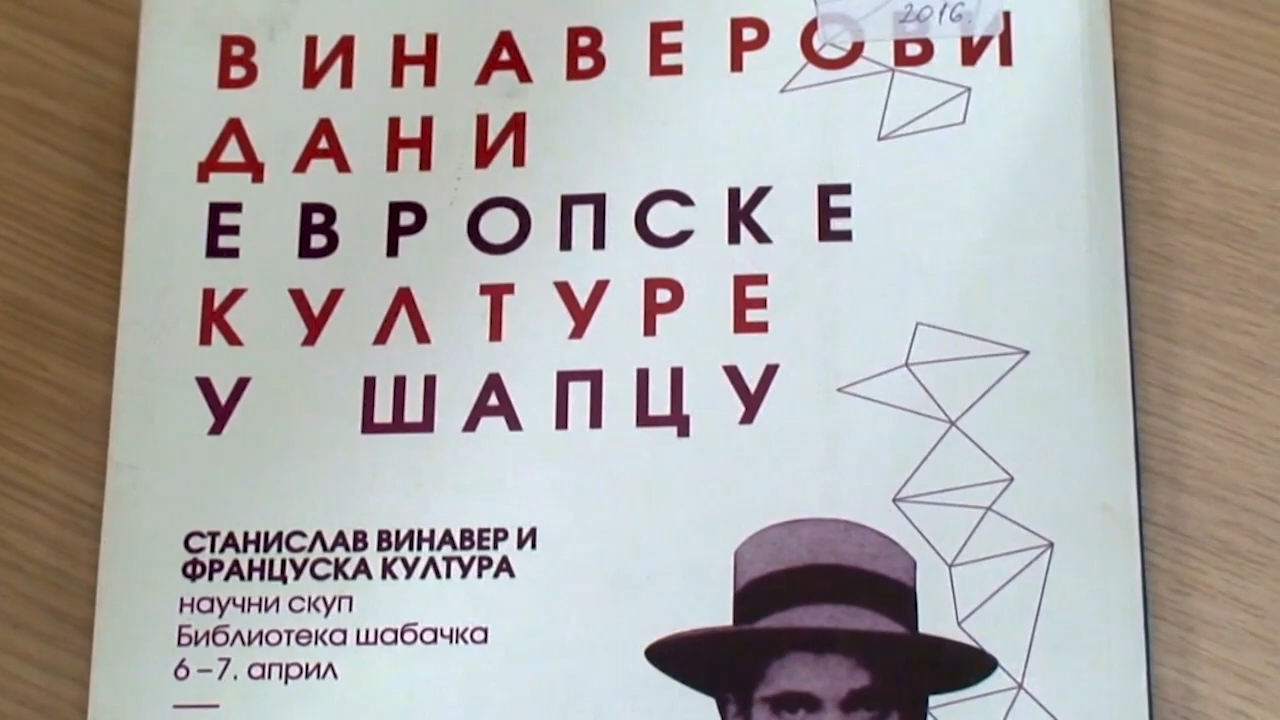 2016.
ВИНАВЕРОВИ
ДАНИ
ЕВРОПСКЕ
КУЛТУРЕ
У ШАПЦУ
СТАНИСЛАВ ВИНАВЕР И
ФРАНЦУСКА КУЛТУРА
научни скуп
Библиотека шабачка
6–7. април